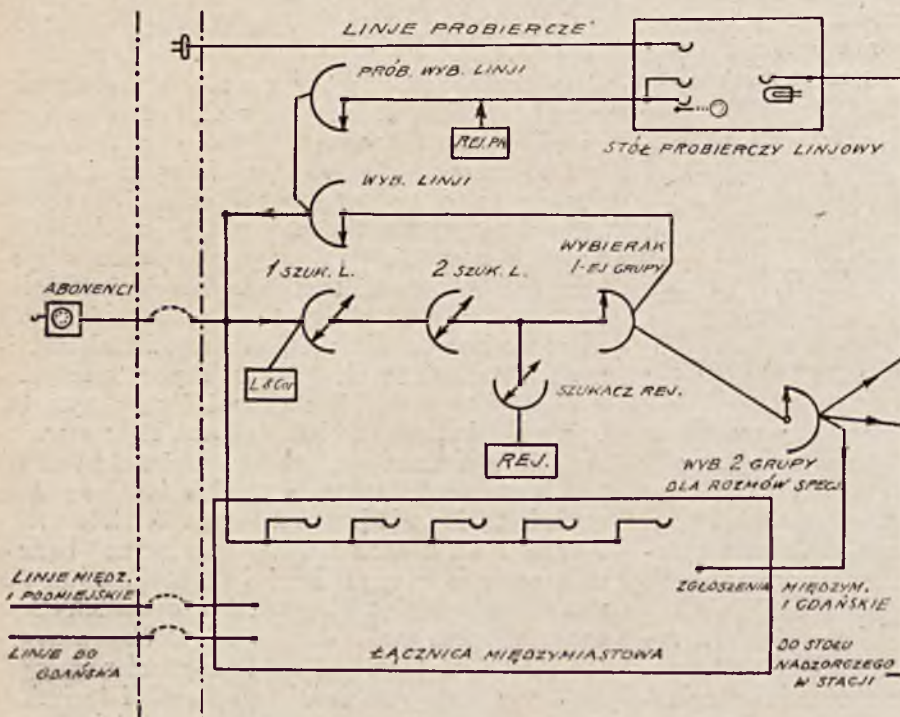 LINJE PROBIERCZE
PRÓB. WYB. LINJI
REJ.PR.
STÓŁ PROBIERCZY LINJOWY
WYB. LINJI
WYBIERAK
1-EJ GRUPY
1 SZUK. L.
2 SZUK. L.
ABONENCI
SZUKACZ REJ.
REJ.
WYB. 2 GRUPY
DLA ROZMÓW SPECJ.
ZGŁOSZENIA MIĘDZYM.
I GDAŃSKIE
LINJE MIĘDZ.
I PODMIEJSKIE
LINJE DO
GDAŃSKA
ŁĄCZNICA MIĘDZYMIASTOWA
DO STOŁU
NADZORCZEGO
W STACJI